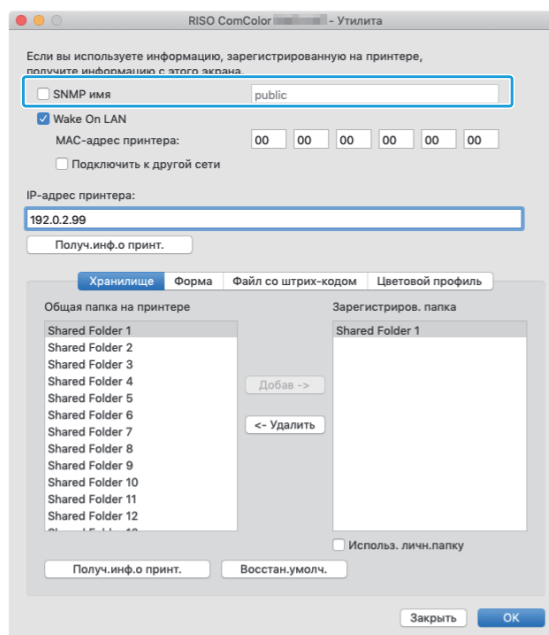 RISO ComColor - Утилита
Если вы используете информацию, зарегистрированную на принтере,
получите информацию с этого экрана.
SNMP имя
public
Wake On LAN
MAC-адрес принтера:
00 00 00 00 00 00
Подключить к другой сети
IP-адрес принтера:
192.0.2.99
Получ.инф.о принт.
Хранилище Форма Файл со штрих-кодом Цветовой профиль
Общая папка на принтере
Зарегистриров. папка
Shared Folder 1
Shared Folder 2
Shared Folder 3
Shared Folder 4
Shared Folder 5
Shared Folder 6
Shared Folder 7
Shared Folder 8
Shared Folder 9
Shared Folder 10
Shared Folder 11
Shared Folder 12
Добав ->
<- Удалить
Shared Folder 1
Использ. личн.папку
Получ.инф.о принт.
Восстан.умолч.
Закрыть
OK